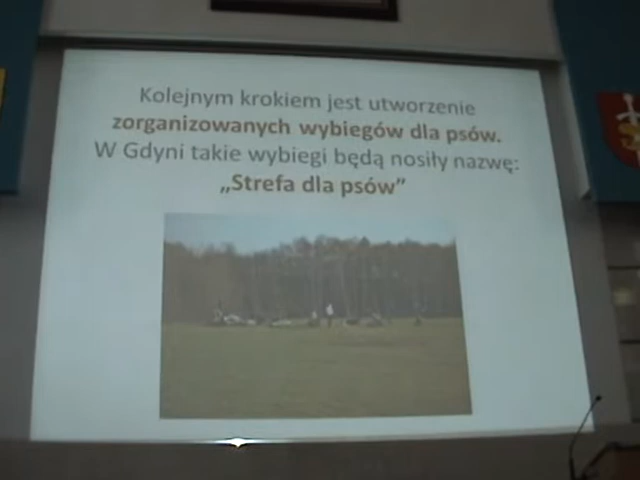 Kolejnym krokiem jest utworzenie
zorganizowanych wybiegów dla psów.
W Gdyni takie wybiegi będą nosiły nazwę:
„Strefa dla psów”